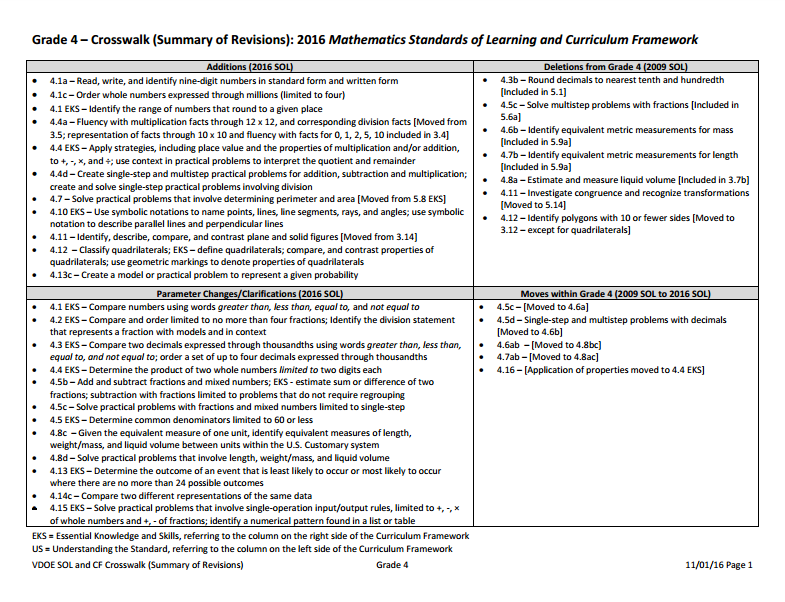 Grade 4 – Crosswalk (Summary of Revisions): 2016 Mathematics Standards of Learning and Curriculum Framework
Additions (2016 SOL)
• 4.1a – Read, write, and identify nine-digit numbers in standard form and written form
• 4.1c – Order whole numbers expressed through millions (limited to four)
• 4.1 EKS – Identify the range of numbers that round to a given place
• 4.4a – Fluency with multiplication facts through 12 x 12, and corresponding division facts [Moved from
3.5; representation of facts through 10 x 10 and fluency with facts for 0, 1, 2, 5, 10 included in 3.4]
• 4.4 EKS – Apply strategies, including place value and the properties of multiplication and/or addition,
to +, -, ×, and ÷; use context in practical problems to interpret the quotient and remainder
• 4.4d – Create single-step and multistep practical problems for addition, subtraction and multiplication;
create and solve single-step practical problems involving division
• 4.7 – Solve practical problems that involve determining perimeter and area [Moved from 5.8 EKS]
• 4.10 EKS – Use symbolic notations to name points, lines, line segments, rays, and angles; use symbolic
notation to describe parallel lines and perpendicular lines
• 4.11 – Identify, describe, compare, and contrast plane and solid figures [Moved from 3.14]
• 4.12 – Classify quadrilaterals; EKS – define quadrilaterals; compare, and contrast properties of
quadrilaterals; use geometric markings to denote properties of quadrilaterals
• 4.13c – Create a model or practical problem to represent a given probability
Deletions from Grade 4 (2009 SOL)
• 4.3b – Round decimals to nearest tenth and hundredth
[Included in 5.1]
• 4.5c – Solve multistep problems with fractions [Included in
5.6a]
• 4.6b – Identify equivalent metric measurements for mass
[Included in 5.9a]
• 4.7b – Identify equivalent metric measurements for length
[Included in 5.9a]
• 4.8a – Estimate and measure liquid volume [Included in 3.7b]
• 4.11 – Investigate congruence and recognize transformations
[Moved to 5.14]
• 4.12 – Identify polygons with 10 or fewer sides [Moved to
3.12 – except for quadrilaterals]
Parameter Changes/Clarifications (2016 SOL)
• 4.1 EKS – Compare numbers using words greater than, less than, equal to, and not equal to
• 4.2 EKS – Compare and order limited to no more than four fractions; Identify the division statement
that represents a fraction with models and in context
• 4.3 EKS – Compare two decimals expressed through thousandths using words greater than, less than,
equal to, and not equal to; order a set of up to four decimals expressed through thousandths
• 4.4 EKS – Determine the product of two whole numbers limited to two digits each
• 4.5b – Add and subtract fractions and mixed numbers; EKS - estimate sum or difference of two
fractions; subtraction with fractions limited to problems that do not require regrouping
• 4.5c – Solve practical problems with fractions and mixed numbers limited to single-step
• 4.5 EKS – Determine common denominators limited to 60 or less
• 4.8c – Given the equivalent measure of one unit, identify equivalent measures of length,
weight/mass, and liquid volume between units within the U.S. Customary system
• 4.8d – Solve practical problems that involve length, weight/mass, and liquid volume
• 4.13 EKS – Determine the outcome of an event that is least likely to occur or most likely to occur
where there are no more than 24 possible outcomes
• 4.14c – Compare two different representations of the same data
• 4.15 EKS – Solve practical problems that involve single-operation input/output rules, limited to +, -, ×
of whole numbers and +, - of fractions; identify a numerical pattern found in a list or table
Moves within Grade 4 (2009 SOL to 2016 SOL)
• 4.5c – [Moved to 4.6a]
• 4.5d – Single-step and multistep problems with decimals
[Moved to 4.6b]
• 4.6ab – [Moved to 4.8bc]
• 4.7ab – [Moved to 4.8ac]
• 4.16 – [Application of properties moved to 4.4 EKS]
EKS = Essential Knowledge and Skills, referring to the column on the right side of the Curriculum Framework
US = Understanding the Standard, referring to the column on the left side of the Curriculum Framework
VDOE SOL and CF Crosswalk (Summary of Revisions) Grade 4 11/01/16 Page 1